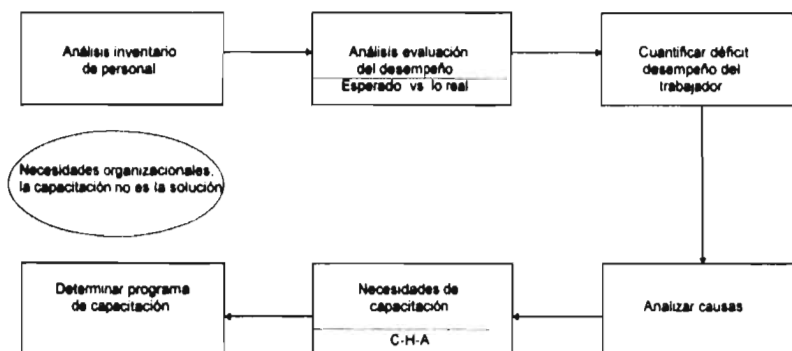 Análisis inventario
de personal
Análisis evaluación
del desempeño
Esperado vs lo real
Cuantificar déficit
desempeño del
trabajador
Necesidades organizacionales,
la capacitación no es la solución
Determinar programa
de capacitación
Necesidades de
capacitación
C-H-A
Analizar causas